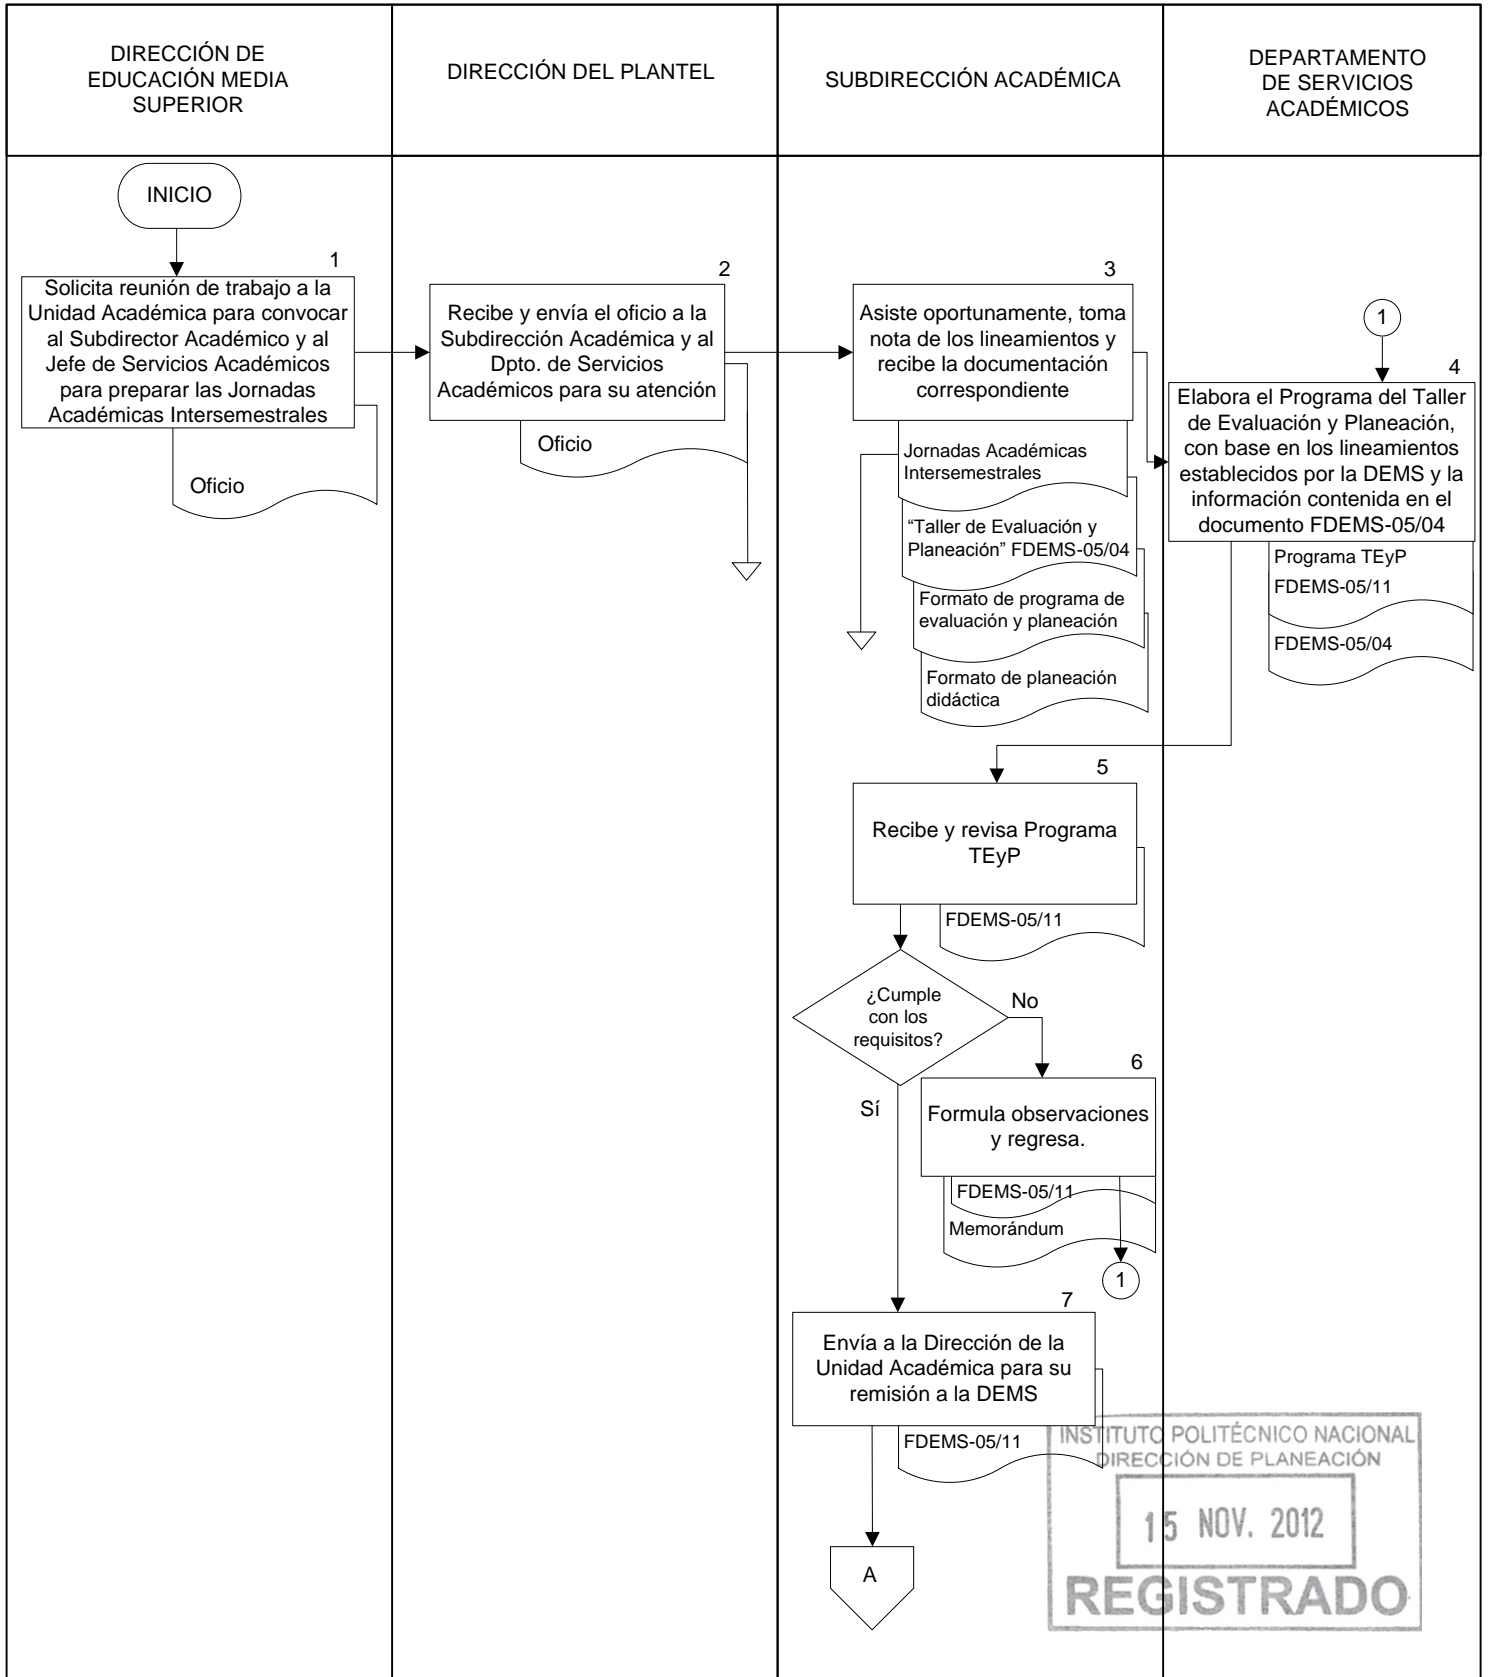 DIRECCIÓN DE
EDUCACIÓN MEDIA
SUPERIOR
DIRECCIÓN DEL PLANTEL
SUBDIRECCIÓN ACADÉMICA
DEPARTAMENTO
DE SERVICIOS
ACADÉMICOS
INICIO
1
Solicita reunión de trabajo a la
Unidad Académica para convocar
al Subdirector Académico y al
Jefe de Servicios Académicos
para preparar las Jornadas
Académicas Intersemestrales
Oficio
2
Recibe y envía el oficio a la
Subdirección Académica y al
Dpto. de Servicios
Académicos para su atención
Oficio
3
Asiste oportunamente, toma
nota de los lineamientos y
recibe la documentación
correspondiente
Jornadas Académicas
Intersemestrales
“Taller de Evaluación y
Planeación” FDEMS-05/04
Formato de programa de
evaluación y planeación
Formato de planeación
didáctica
1
4
Elabora el Programa del Taller
de Evaluación y Planeación,
con base en los lineamientos
establecidos por la DEMS y la
información contenida en el
documento FDEMS-05/04
Programa TEyP
FDEMS-05/11
FDEMS-05/04
5
Recibe y revisa Programa
TEyP
FDEMS-05/11
¿Cumple
con los
requisitos?
No
Sí
6
Formula observaciones
y regresa.
FDEMS-05/11
Memorándum
1
7
Envía a la Dirección de la
Unidad Académica para su
remisión a la DEMS
FDEMS-05/11
A
INSTITUTO POLITÉCNICO NACIONAL
DIRECCIÓN DE PLANEACIÓN
15 NOV. 2012
REGISTRADO